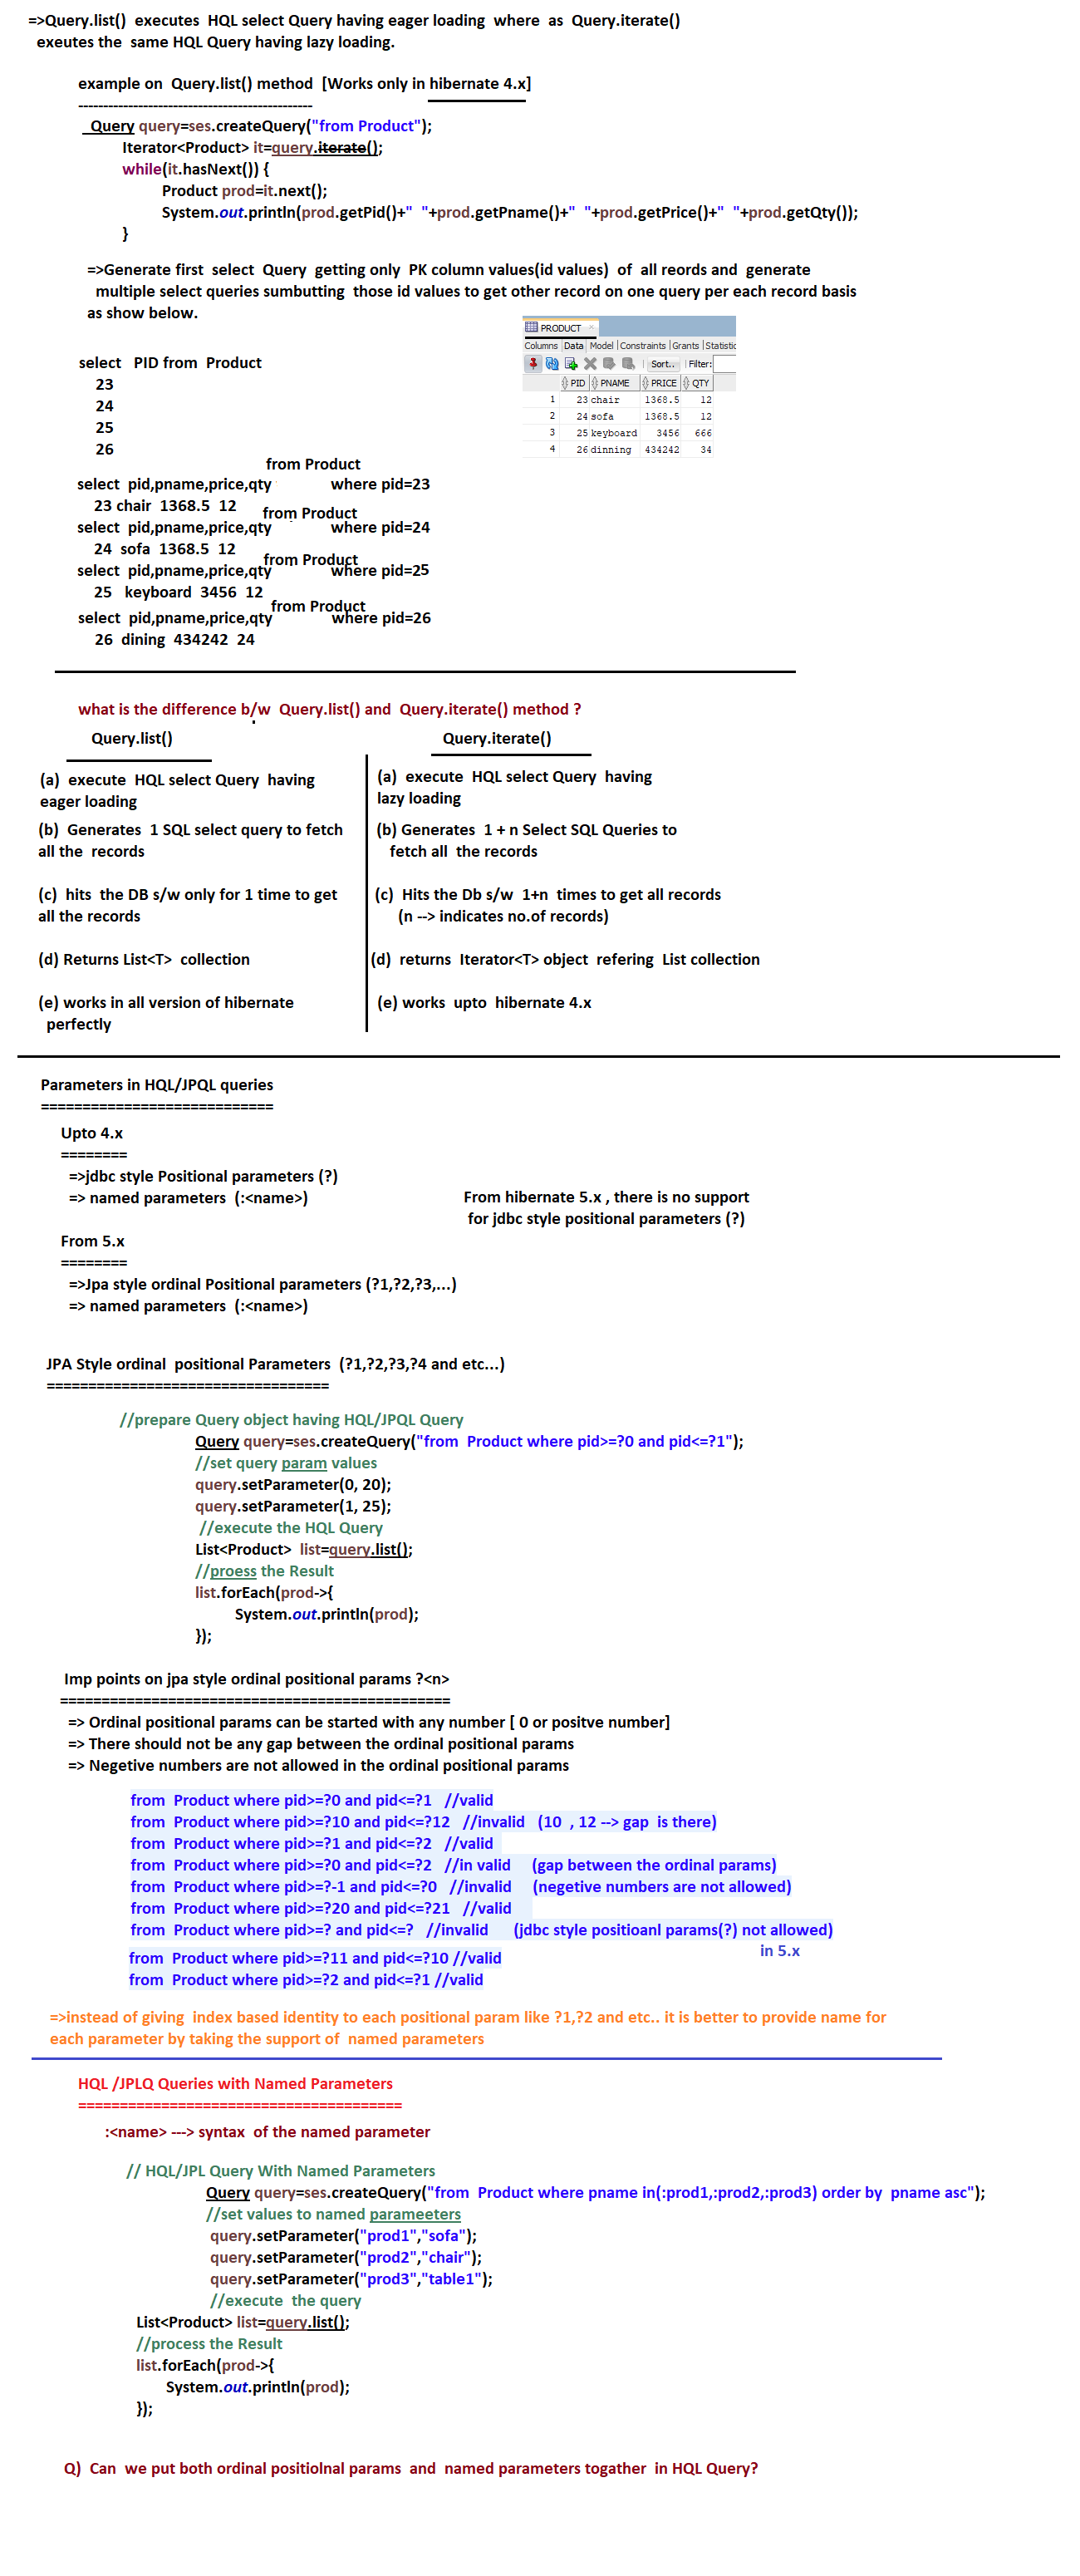 =>Query.list() executes HQL select Query having eager loading where as Query.iterate()
exeutes the same HQL Query having lazy loading.
example on Query.list() method [Works only in hibernate 4.x]
-----------------------------------------------
Query query=ses.createQuery("from Product");
Iterator<Product> it=query.iterate();
while(it.hasNext()) {
Product prod=it.next();
System.out.println(prod.getPid()+" "+prod.getPname()+" "+prod.getPrice()+" "+prod.getQty());
}
=>Generate first select Query getting only PK column values(id values) of all reords and generate
multiple select queries sumbutting those id values to get other record on one query per each record basis
as show below.
PRODUCT
Columns Data Model Constraints Grants Statistic
Sort.. Filter:
PID PNAME PRICE QTY
1 23 chair 1368.5 12
2 24 sofa 1368.5 12
3 25 keyboard 3456 666
4 26 dinning 434242 34
select PID from Product
23
24
25
26
from Product
select pid,pname,price,qty where pid=23
23 chair 1368.5 12
from Product
select pid,pname,price,qty where pid=24
24 sofa 1368.5 12
from Product
select pid,pname,price,qty where pid=25
25 keyboard 3456 12
from Product
select pid,pname,price,qty where pid=26
26 dining 434242 24
what is the difference b/w Query.list() and Query.iterate() method ?
Query.list()
(a) execute HQL select Query having
eager loading
(b) Generates 1 SQL select query to fetch
all the records
(c) hits the DB s/w only for 1 time to get
all the records
(d) Returns List<T> collection
(e) works in all version of hibernate
perfectly
Query.iterate()
(a) execute HQL select Query having
lazy loading
(b) Generates 1 + n Select SQL Queries to
fetch all the records
(c) Hits the Db s/w 1+n times to get all records
(n --> indicates no.of records)
(d) returns Iterator<T> object refering List collection
(e) works upto hibernate 4.x
Parameters in HQL/JPQL queries
============================
Upto 4.x
========
=>jdbc style Positional parameters (?)
=> named parameters (:<name>)
From hibernate 5.x , there is no support
for jdbc style positional parameters (?)
From 5.x
========
=>Jpa style ordinal Positional parameters (?1,?2,?3,...)
=> named parameters (:<name>)
JPA Style ordinal positional Parameters (?1,?2,?3,?4 and etc...)
==================================
//prepare Query object having HQL/JPQL Query
Query query=ses.createQuery("from Product where pid>=?0 and pid<=?1");
//set query param values
query.setParameter(0, 20);
query.setParameter(1, 25);
//execute the HQL Query
List<Product> list=query.list();
//proess the Result
list.forEach(prod->{
System.out.println(prod);
});
Imp points on jpa style ordinal positional params ?<n>
===============================================
=> Ordinal positional params can be started with any number [ 0 or positve number]
=> There should not be any gap between the ordinal positional params
=> Negetive numbers are not allowed in the ordinal positional params
from Product where pid>=?0 and pid<=?1 //valid
from Product where pid>=?10 and pid<=?12 //invalid (10 , 12 --> gap is there)
from Product where pid>=?1 and pid<=?2 //valid
from Product where pid>=?0 and pid<=?2 //in valid (gap between the ordinal params)
from Product where pid>=?-1 and pid<=?0 //invalid (negetive numbers are not allowed)
from Product where pid>=?20 and pid<=?21 //valid
from Product where pid>=? and pid<=? //invalid (jdbc style positioanl params(?) not allowed)
in 5.x
from Product where pid>=?11 and pid<=?10 //valid
from Product where pid>=?2 and pid<=?1 //valid
=>instead of giving index based identity to each positional param like ?1,?2 and etc.. it is better to provide name for
each parameter by taking the support of named parameters
HQL /JPLQ Queries with Named Parameters
=======================================
:<name> ---> syntax of the named parameter
// HQL/JPL Query With Named Parameters
Query query=ses.createQuery("from Product where pname in(:prod1,:prod2,:prod3) order by pname asc");
//set values to named parameeters
query.setParameter("prod1","sofa");
query.setParameter("prod2","chair");
query.setParameter("prod3","table1");
//execute the query
List<Product> list=query.list();
//process the Result
list.forEach(prod->{
System.out.println(prod);
});
Q) Can we put both ordinal positiolnal params and named parameters togather in HQL Query?